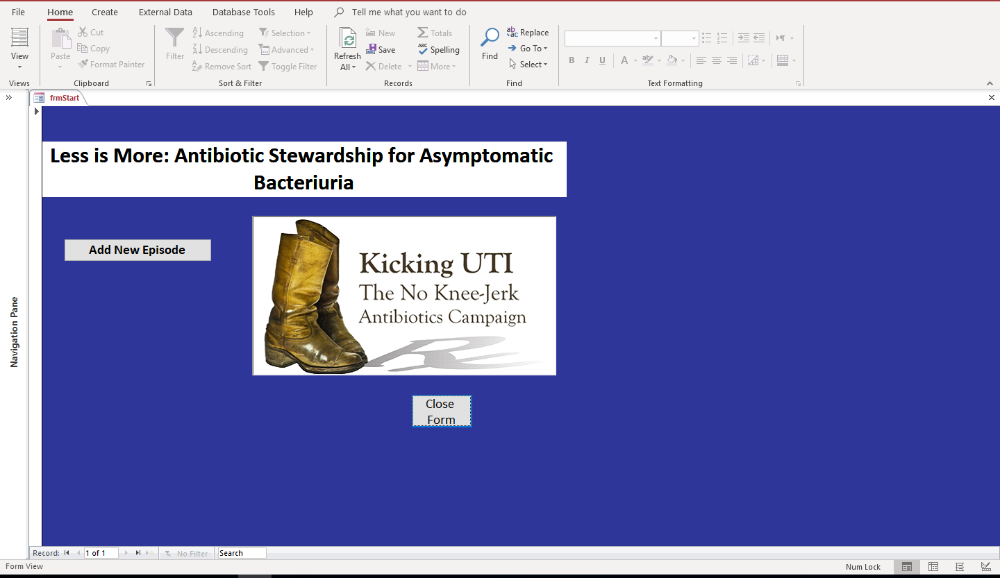 File Home Create External Data Database Tools Help Tell me what you want to do
View
Views
Paste
Cut
Copy
Format Painter
Clipboard
Filter
Ascending
Descending
Remove Sort
Selection
Advanced
Toggle Filter
Sort & Filter
Refresh
All
New
Save
Delete
Totals
Spelling
More
Records
Find
Replace
Go To
Select
Find
B I U A
Text Formatting
frmStart
Navigation Pane
Less is More: Antibiotic Stewardship for Asymptomatic
Bacteriuria
Add New Episode
Kicking UTI
The No Knee-Jerk
Antibiotics Campaign
Close
Form
Record: 1 of 1 No Filter Search
Form View Num Lock